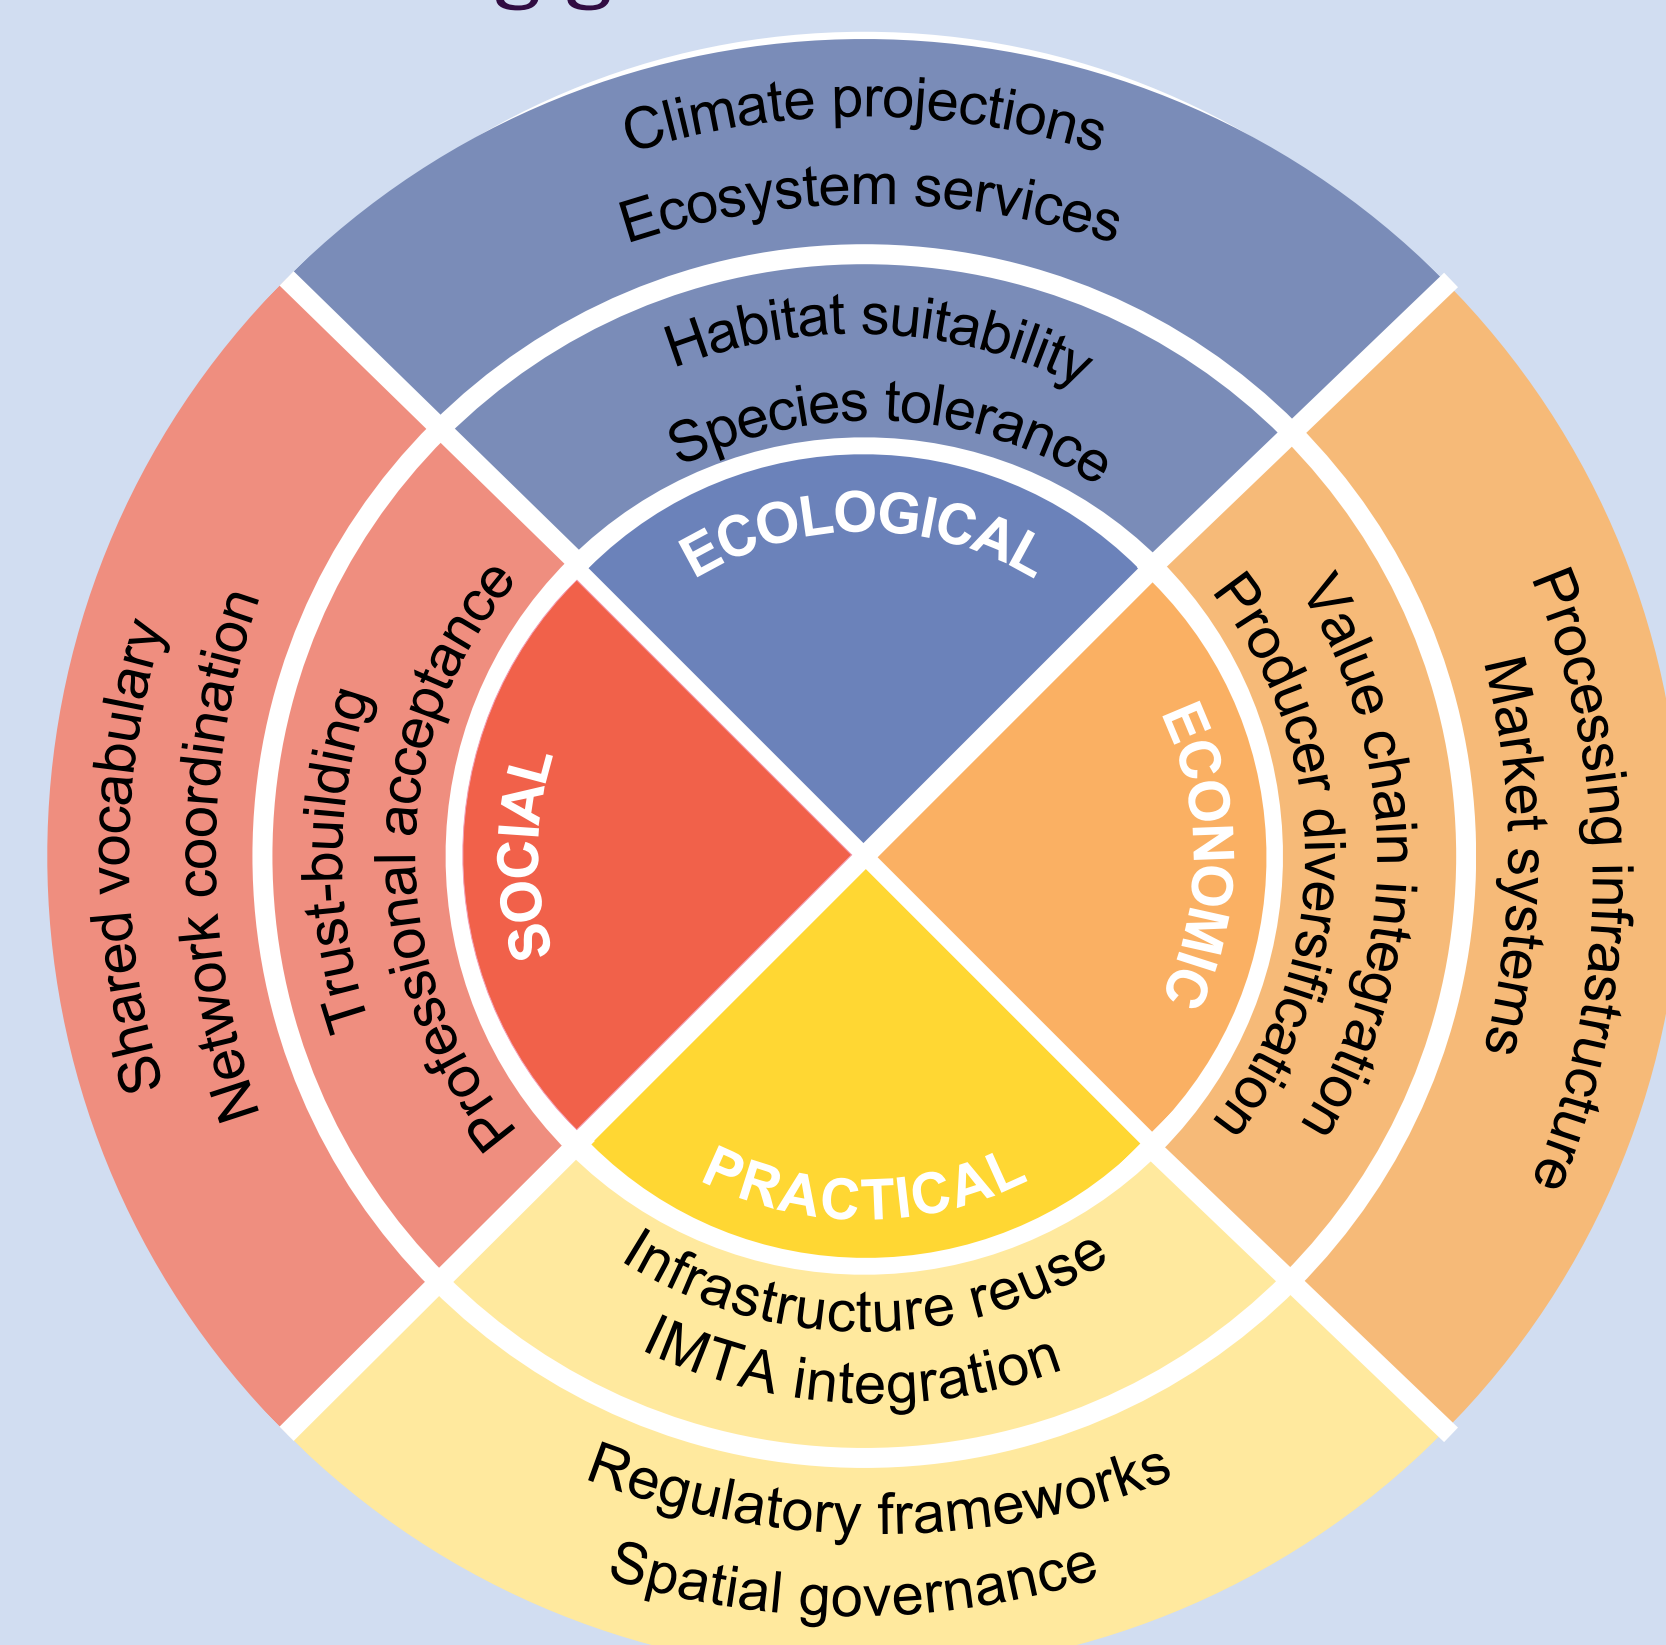 Climate projections
Ecosystem services
Habitat suitability
Species tolerance
ECOLOGICAL
Processing infrastructure
Market systems
Value chain integration
Producer diversification
ECONOMIC
PRACTICAL
Infrastructure reuse
IMTA integration
Regulatory frameworks
Spatial governance
Shared vocabulary
Network coordination
Trust-building
Professional acceptance
SOCIAL